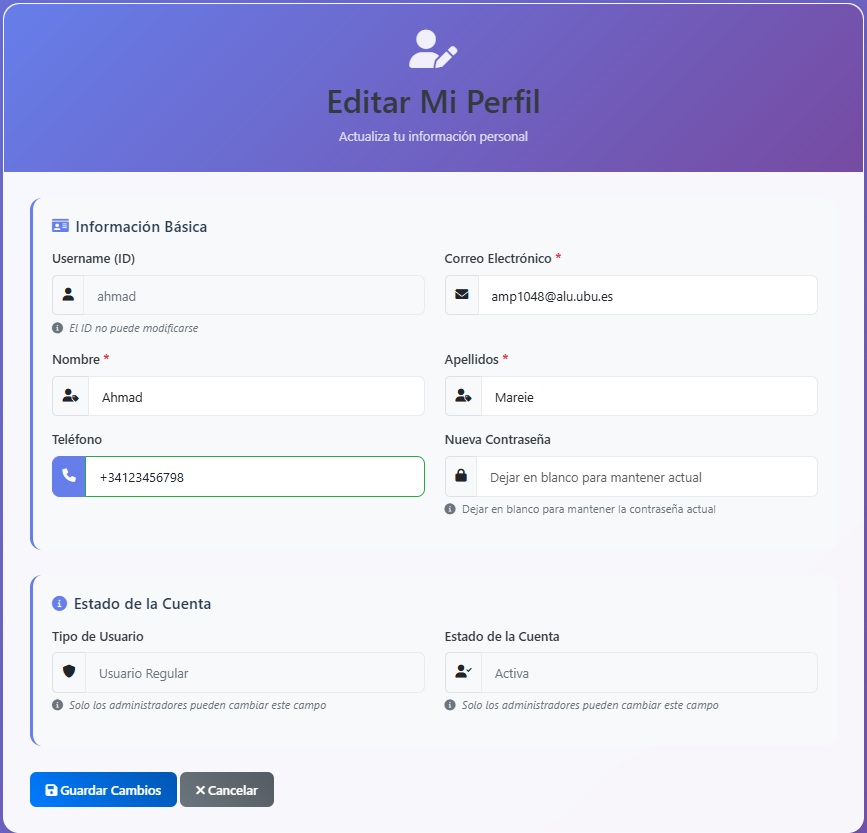 Editar Mi Perfil
Actualiza tu información personal
Información Básica
Username (ID)
ahmad
El ID no puede modificarse
Correo Electrónico *
amp1048@alu.ubu.es
Nombre *
Ahmad
Apellidos *
Mareie
Teléfono
+34123456798
Nueva Contraseña
Dejar en blanco para mantener actual
Dejar en blanco para mantener la contraseña actual
Estado de la Cuenta
Tipo de Usuario
Usuario Regular
Solo los administradores pueden cambiar este campo
Estado de la Cuenta
Activa
Solo los administradores pueden cambiar este campo
Guardar Cambios
Cancelar